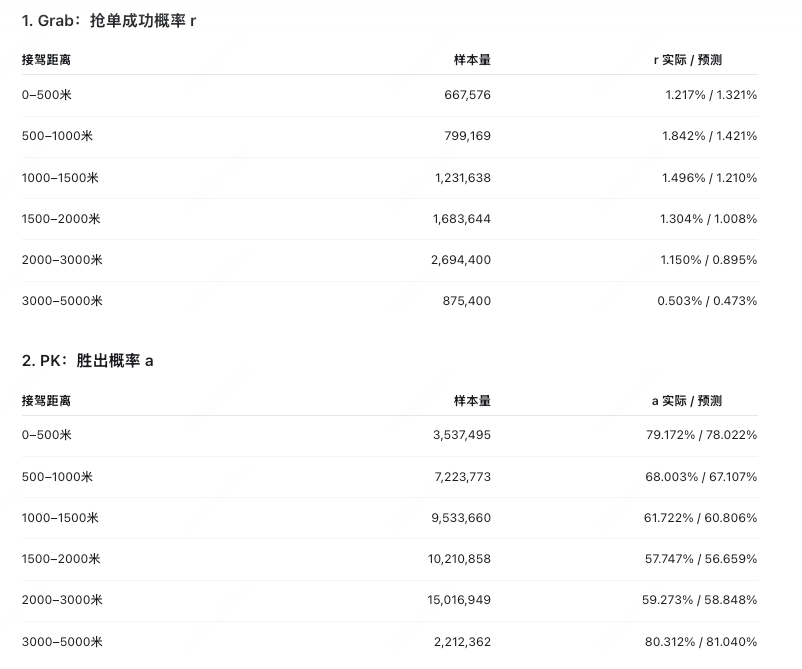 1. Grab：抢单成功概率 r
接驾距离 样本量 r 实际 / 预测
0–500米 667,576 1.217% / 1.321%
500–1000米 799,169 1.842% / 1.421%
1000–1500米 1,231,638 1.496% / 1.210%
1500–2000米 1,683,644 1.304% / 1.008%
2000–3000米 2,694,400 1.150% / 0.895%
3000–5000米 875,400 0.503% / 0.473%
2. PK：胜出概率 a
接驾距离 样本量 a 实际 / 预测
0–500米 3,537,495 79.172% / 78.022%
500–1000米 7,223,773 68.003% / 67.107%
1000–1500米 9,533,660 61.722% / 60.806%
1500–2000米 10,210,858 57.747% / 56.659%
2000–3000米 15,016,949 59.273% / 58.848%
3000–5000米 2,212,362 80.312% / 81.040%